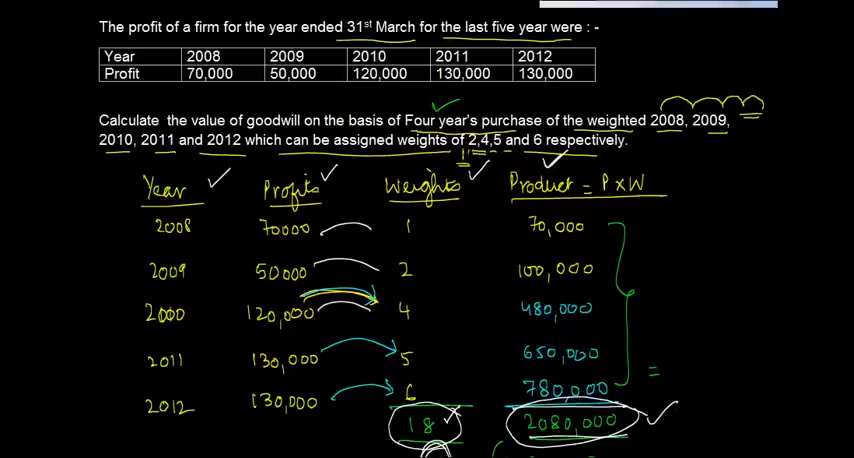 The profit of a firm for the year ended 31st March for the last five year were : -
Year 2008 2009 2010 2011 2012
Profit 70,000 50,000 120,000 130,000 130,000
Calculate the value of goodwill on the basis of Four year's purchase of the weighted 2008, 2009,
2010, 2011 and 2012 which can be assigned weights of 2,4,5 and 6 respectively.
1
Year Profits Weights Product = P x W
2008 70000 1 70,000
2009 50000 2 100,000
2000 120,000 4 480,000
2011 130,000 5 650,000
=
2012 130,000 6 780,000
18 2080,000